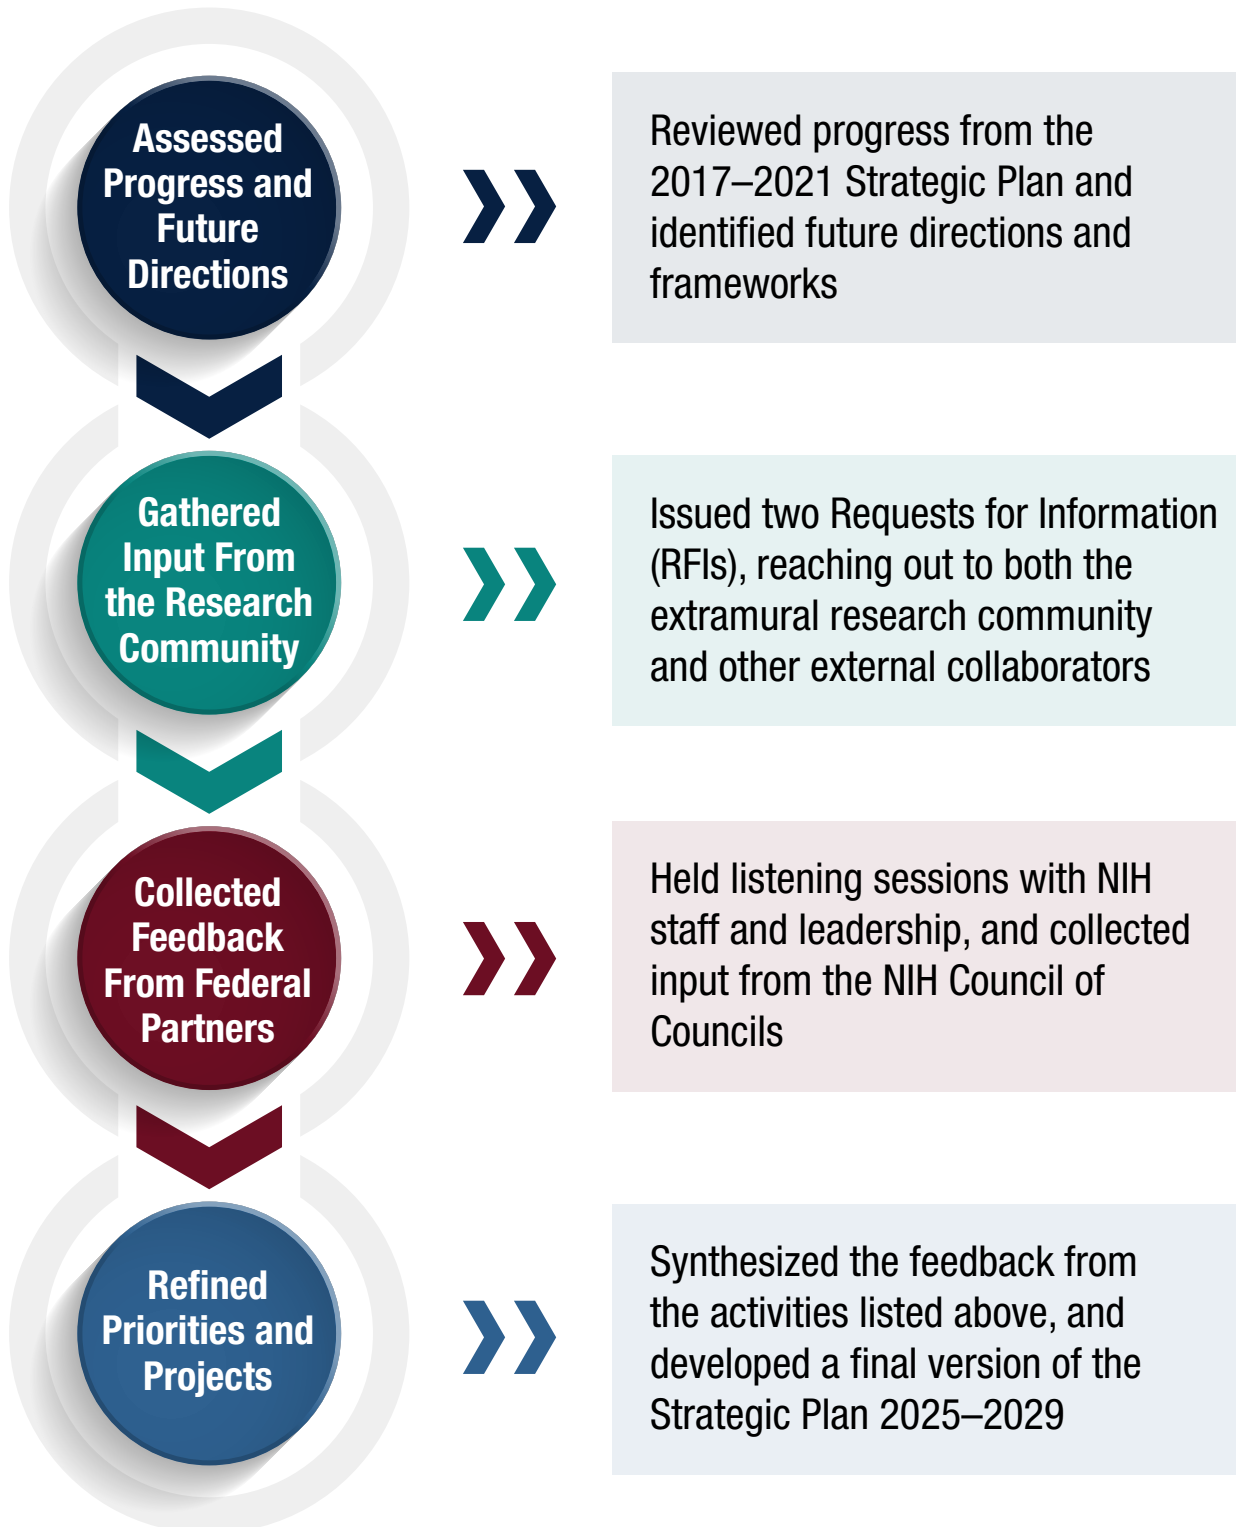 Assessed
Progress and
Future
Directions
Reviewed progress from the
2017–2021 Strategic Plan and
identified future directions and
frameworks
Gathered
Input From
the Research
Community
Issued two Requests for Information
(RFIs), reaching out to both the
extramural research community
and other external collaborators
Collected
Feedback
From Federal
Partners
Held listening sessions with NIH
staff and leadership, and collected
input from the NIH Council of
Councils
Refined
Priorities and
Projects
Synthesized the feedback from
the activities listed above, and
developed a final version of the
Strategic Plan 2025–2029